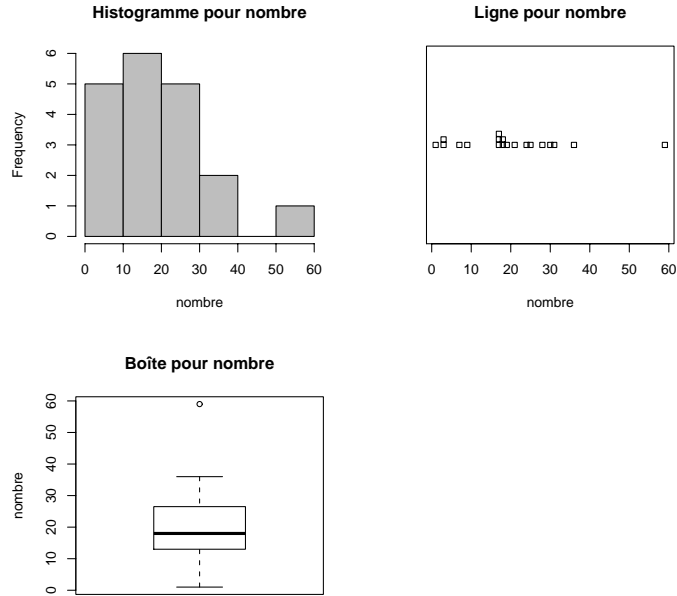 Histogramme pour nombre
Frequency
0 1 2 3 4 5 6
0 10 20 30 40 50 60
nombre
Ligne pour nombre
0 10 20 30 40 50 60
nombre
Boîte pour nombre
nombre
0 10 20 30 40 50 60